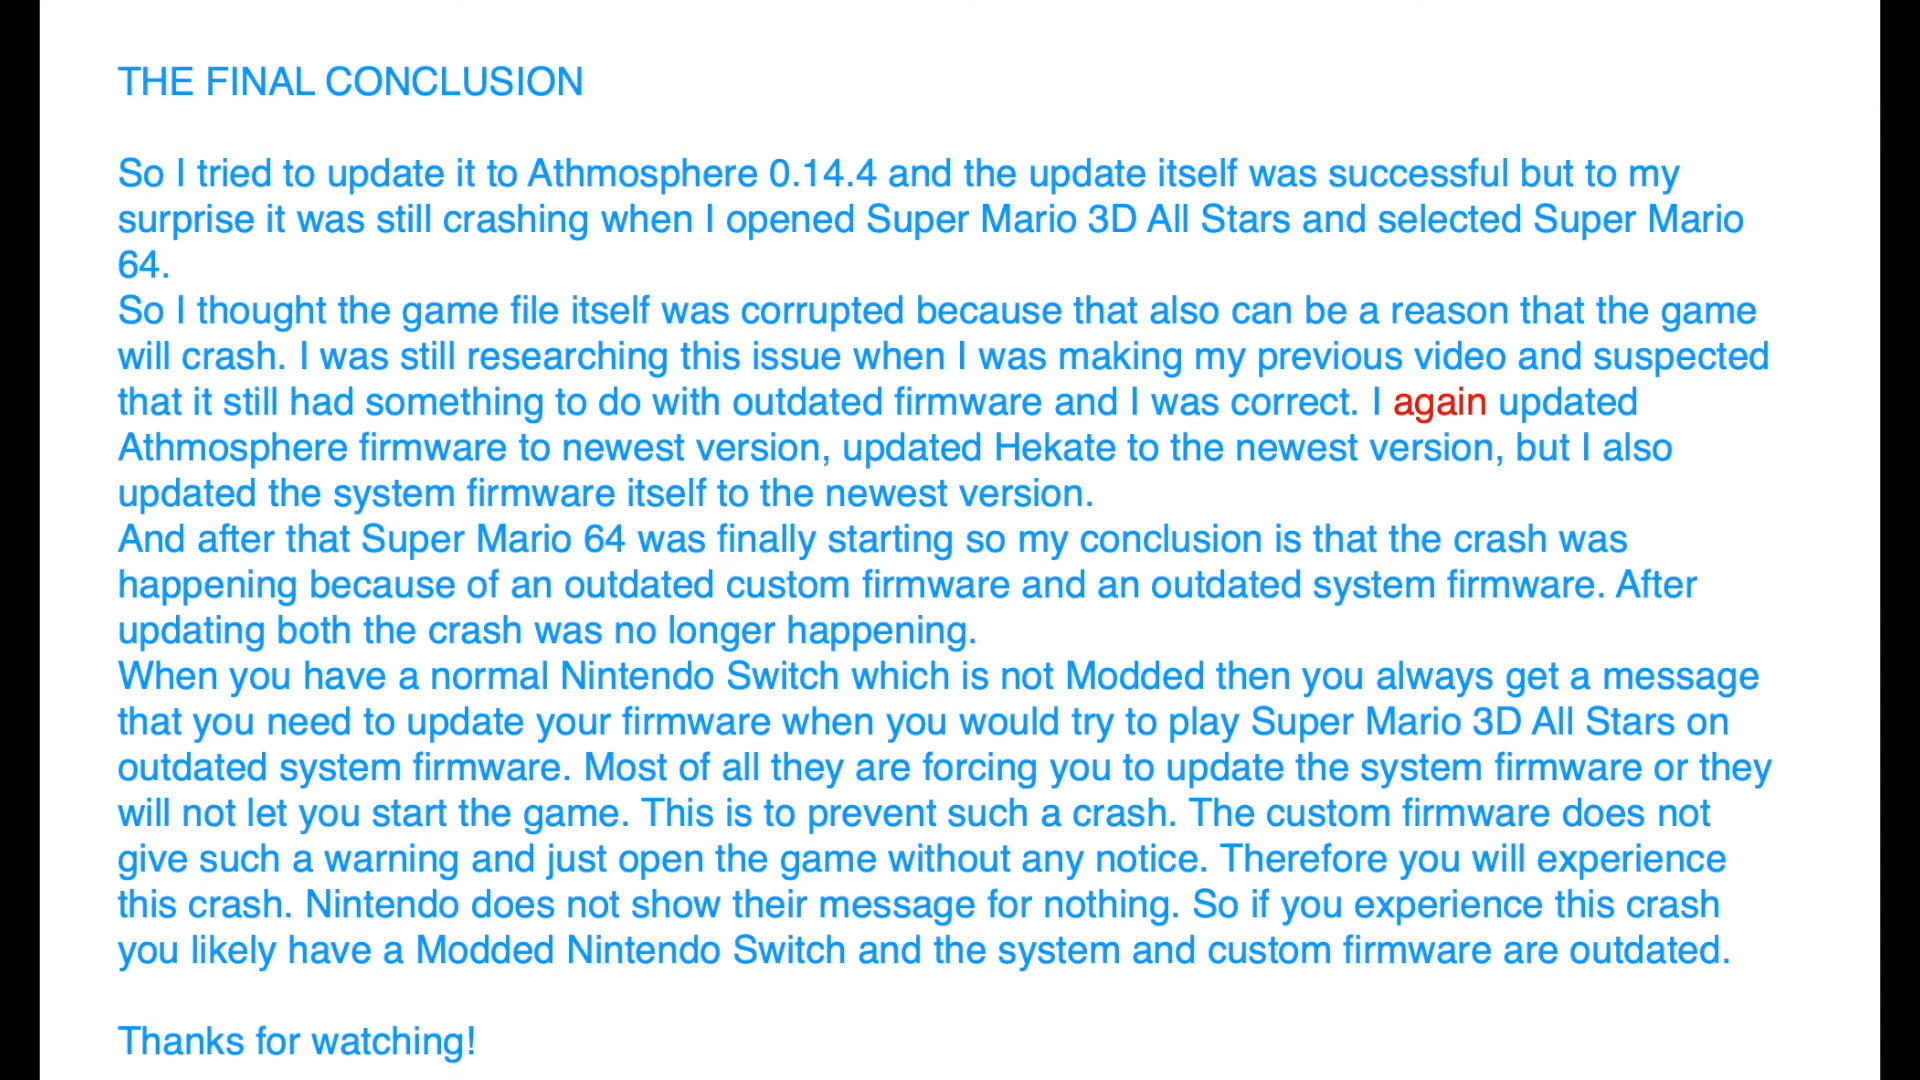 THE FINAL CONCLUSION
So I tried to update it to Athmosphere 0.14.4 and the update itself was successful but to my
surprise it was still crashing when I opened Super Mario 3D All Stars and selected Super Mario
64.
So I thought the game file itself was corrupted because that also can be a reason that the game
will crash. I was still researching this issue when I was making my previous video and suspected
that it still had something to do with outdated firmware and I was correct. I again updated
Athmosphere firmware to newest version, updated Hekate to the newest version, but I also
updated the system firmware itself to the newest version.
And after that Super Mario 64 was finally starting so my conclusion is that the crash was
happening because of an outdated custom firmware and an outdated system firmware. After
updating both the crash was no longer happening.
When you have a normal Nintendo Switch which is not Modded then you always get a message
that you need to update your firmware when you would try to play Super Mario 3D All Stars on
outdated system firmware. Most of all they are forcing you to update the system firmware or they
will not let you start the game. This is to prevent such a crash. The custom firmware does not
give such a warning and just open the game without any notice. Therefore you will experience
this crash. Nintendo does not show their message for nothing. So if you experience this crash
you likely have a Modded Nintendo Switch and the system and custom firmware are outdated.
Thanks for watching!